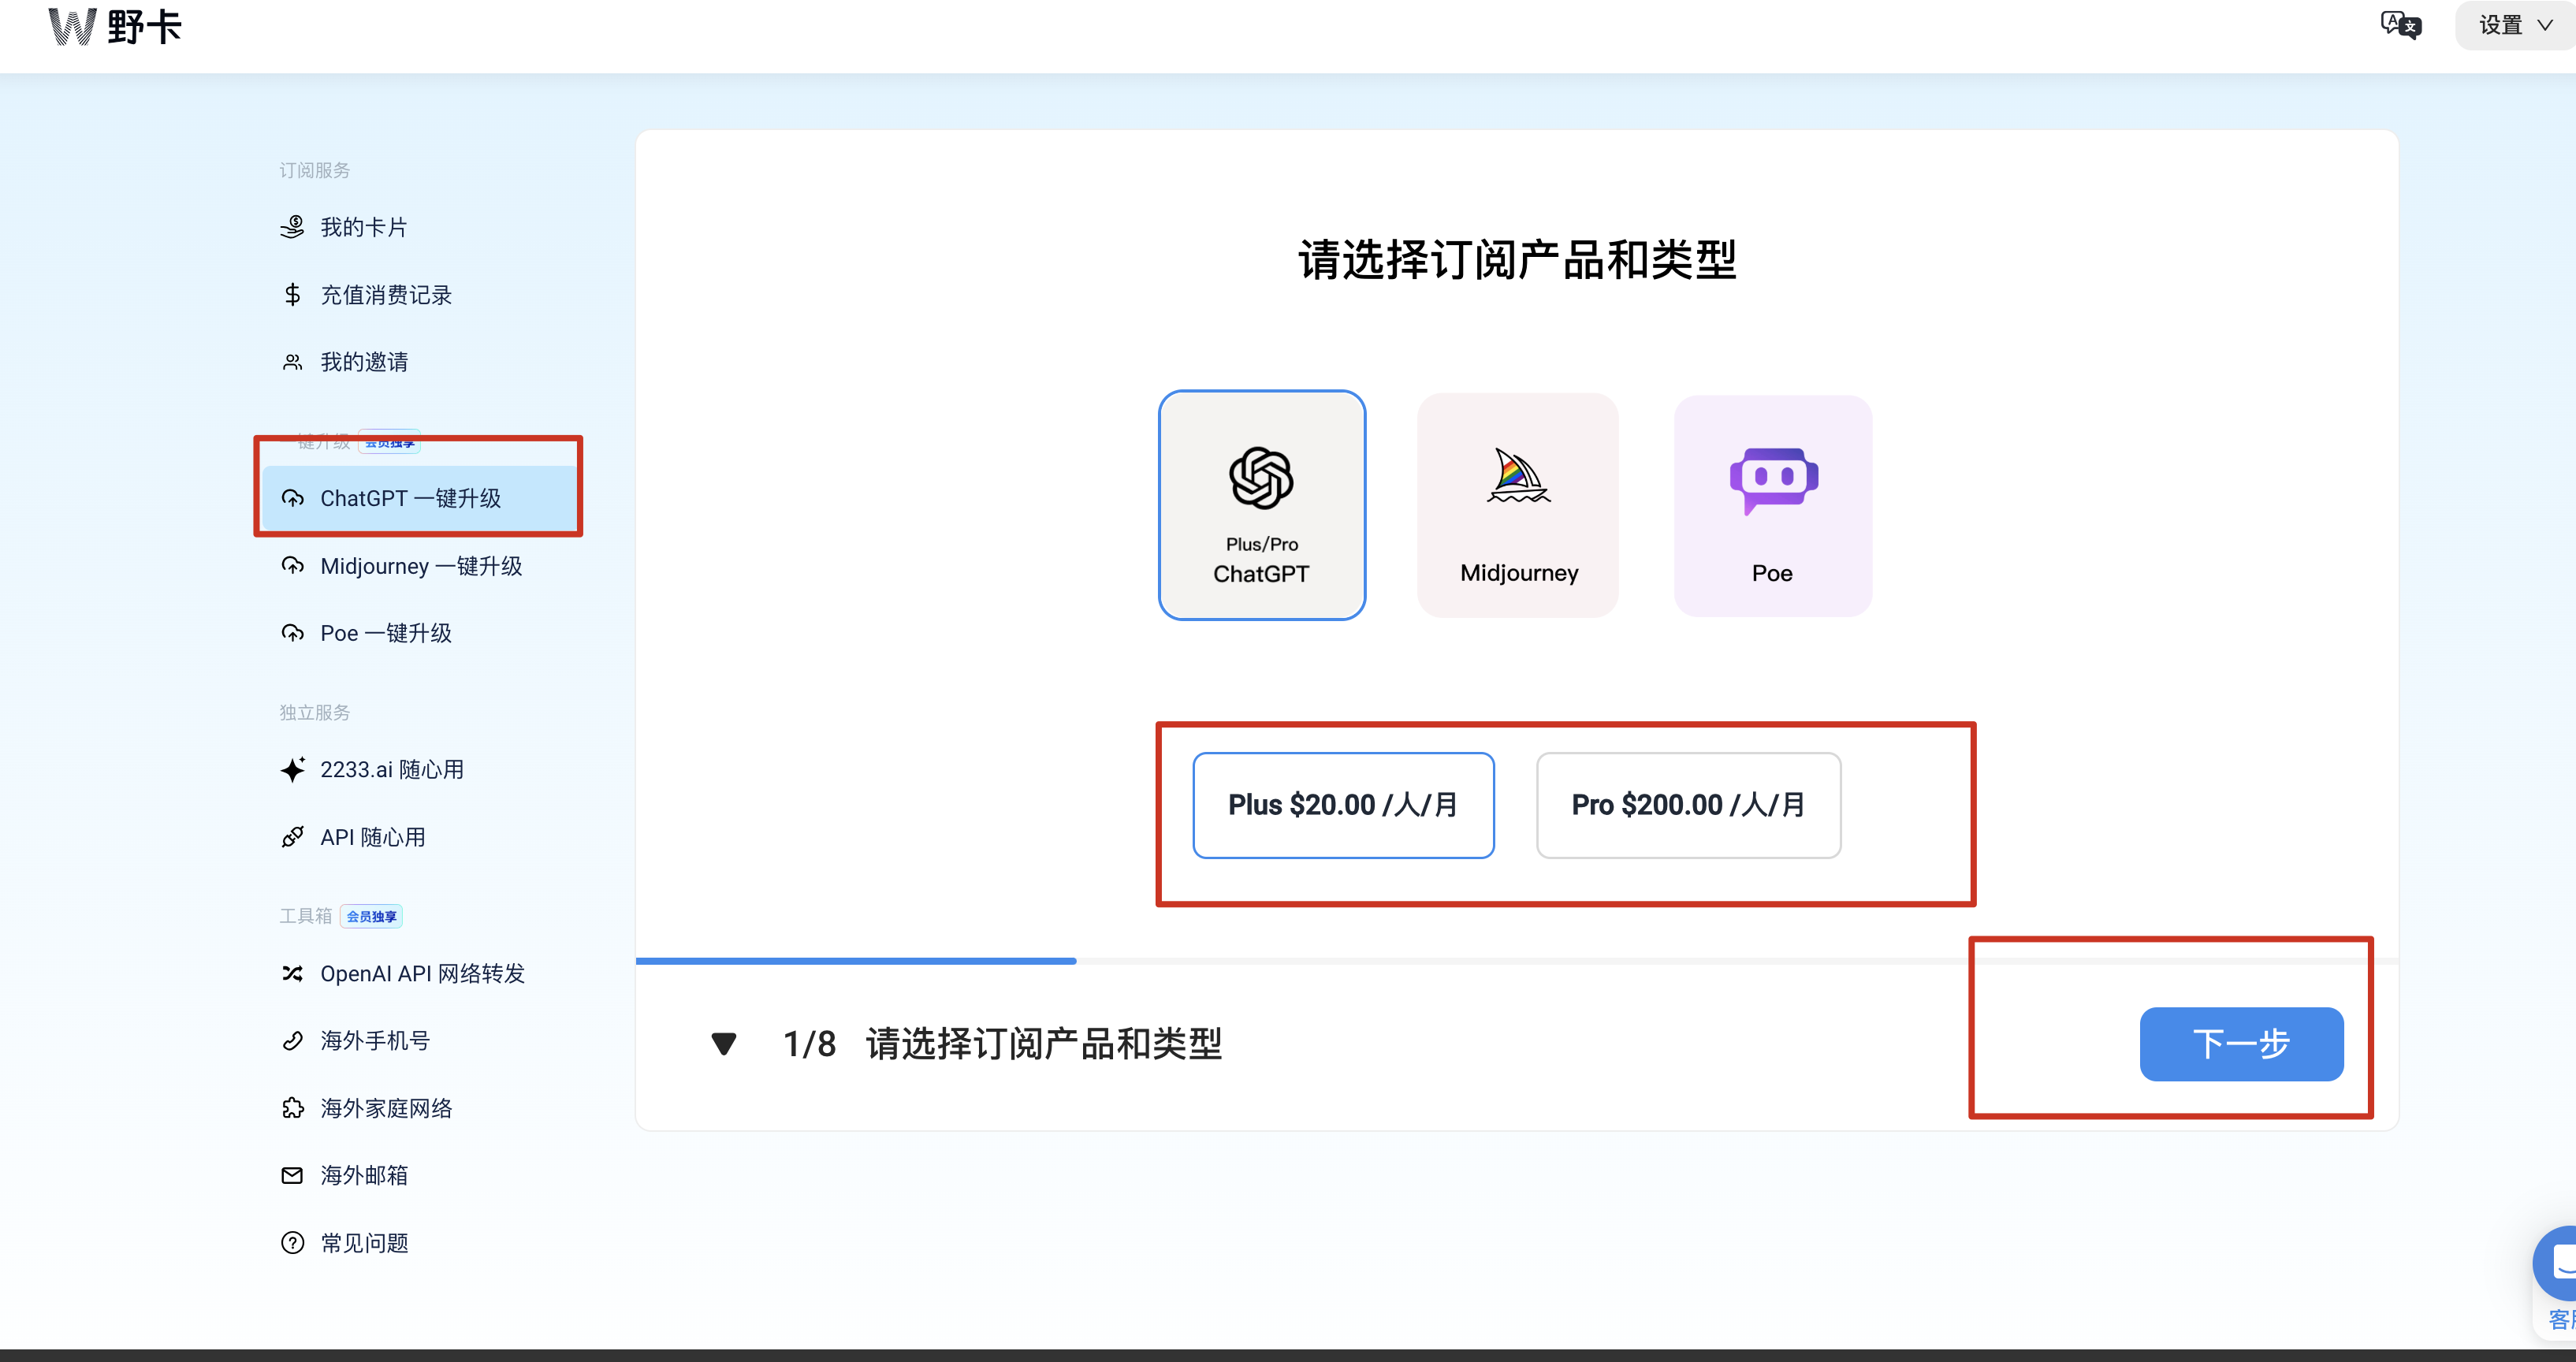 野卡
设置
订阅服务
我的卡片
充值消费记录
我的邀请
一键升级 会员独享
ChatGPT 一键升级
Midjourney 一键升级
Poe 一键升级
独立服务
2233.ai 随心用
API 随心用
工具箱 会员独享
OpenAI API 网络转发
海外手机号
海外家庭网络
海外邮箱
常见问题
请选择订阅产品和类型
Plus/Pro
ChatGPT
Midjourney
Poe
Plus $20.00 /人/月
Pro $200.00 /人/月
1/8 请选择订阅产品和类型
下一步